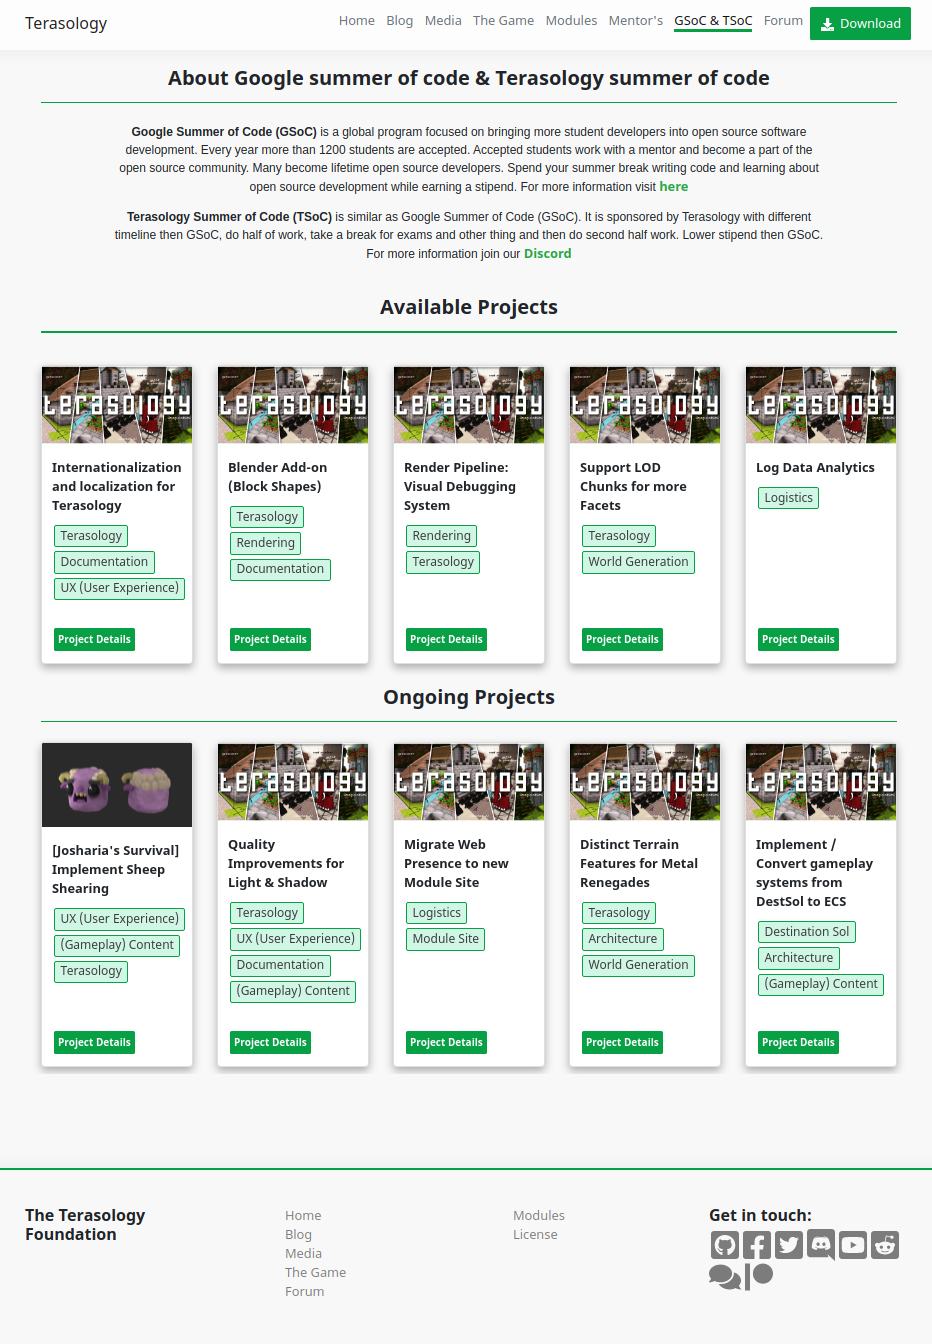 Terasology
Home Blog Media The Game Modules Mentor's GSoC & TSoC Forum Download
About Google summer of code & Terasology summer of code
Google Summer of Code (GSoC) is a global program focused on bringing more student developers into open source software
development. Every year more than 1200 students are accepted. Accepted students work with a mentor and become a part of the
open source community. Many become lifetime open source developers. Spend your summer break writing code and learning about
open source development while earning a stipend. For more information visit here
Terasology Summer of Code (TSoC) is similar as Google Summer of Code (GSoC). It is sponsored by Terasology with different
timeline then GSoC, do half of work, take a break for exams and other thing and then do second half work. Lower stipend then GSoC.
For more information join our Discord
Available Projects
terasology
Internationalization
and localization for
Terasology
Terasology
Documentation
UX (User Experience)
Project Details
terasology
Blender Add-on
(Block Shapes)
Terasology
Rendering
Documentation
Project Details
terasology
Render Pipeline:
Visual Debugging
System
Rendering
Terasology
Project Details
terasology
Support LOD
Chunks for more
Facets
Terasology
World Generation
Project Details
terasology
Log Data Analytics
Logistics
Project Details
Ongoing Projects
[Josharia's Survival]
Implement Sheep
Shearing
UX (User Experience)
(Gameplay) Content
Terasology
Project Details
terasology
Quality
Improvements for
Light & Shadow
Terasology
UX (User Experience)
Documentation
(Gameplay) Content
Project Details
terasology
Migrate Web
Presence to new
Module Site
Logistics
Module Site
Project Details
terasology
Distinct Terrain
Features for Metal
Renegades
Terasology
Architecture
World Generation
Project Details
terasology
Implement /
Convert gameplay
systems from
DestSol to ECS
Destination Sol
Architecture
(Gameplay) Content
Project Details
The Terasology
Foundation
Home
Blog
Media
The Game
Forum
Modules
License
Get in touch: